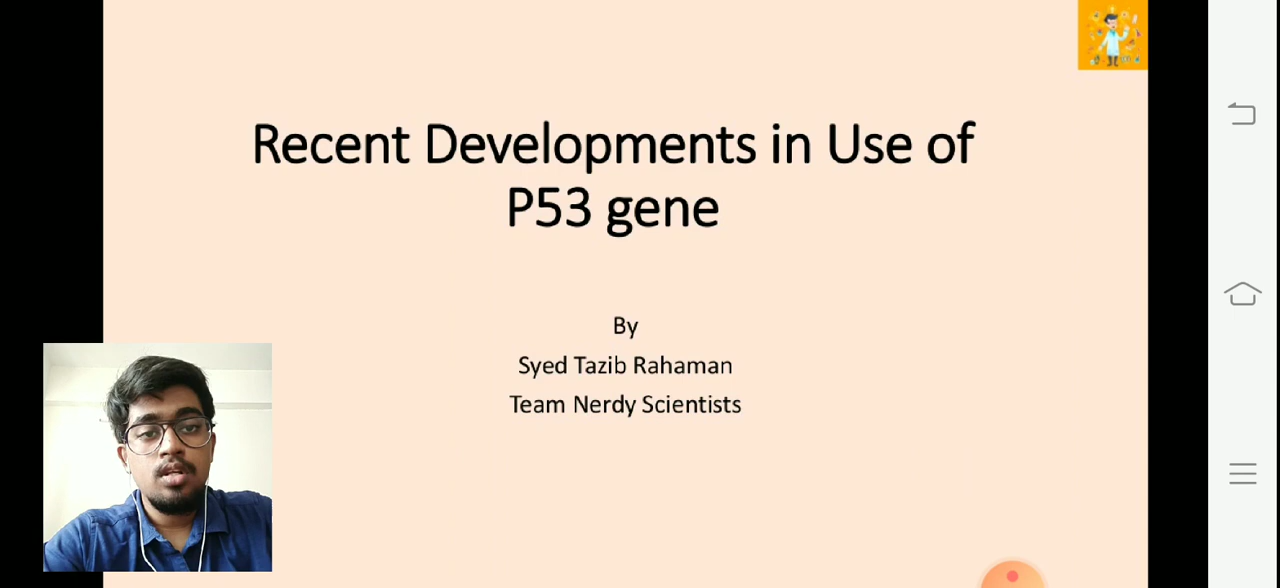 Recent Developments in Use of
P53 gene
By
Syed Tazib Rahaman
Team Nerdy Scientists